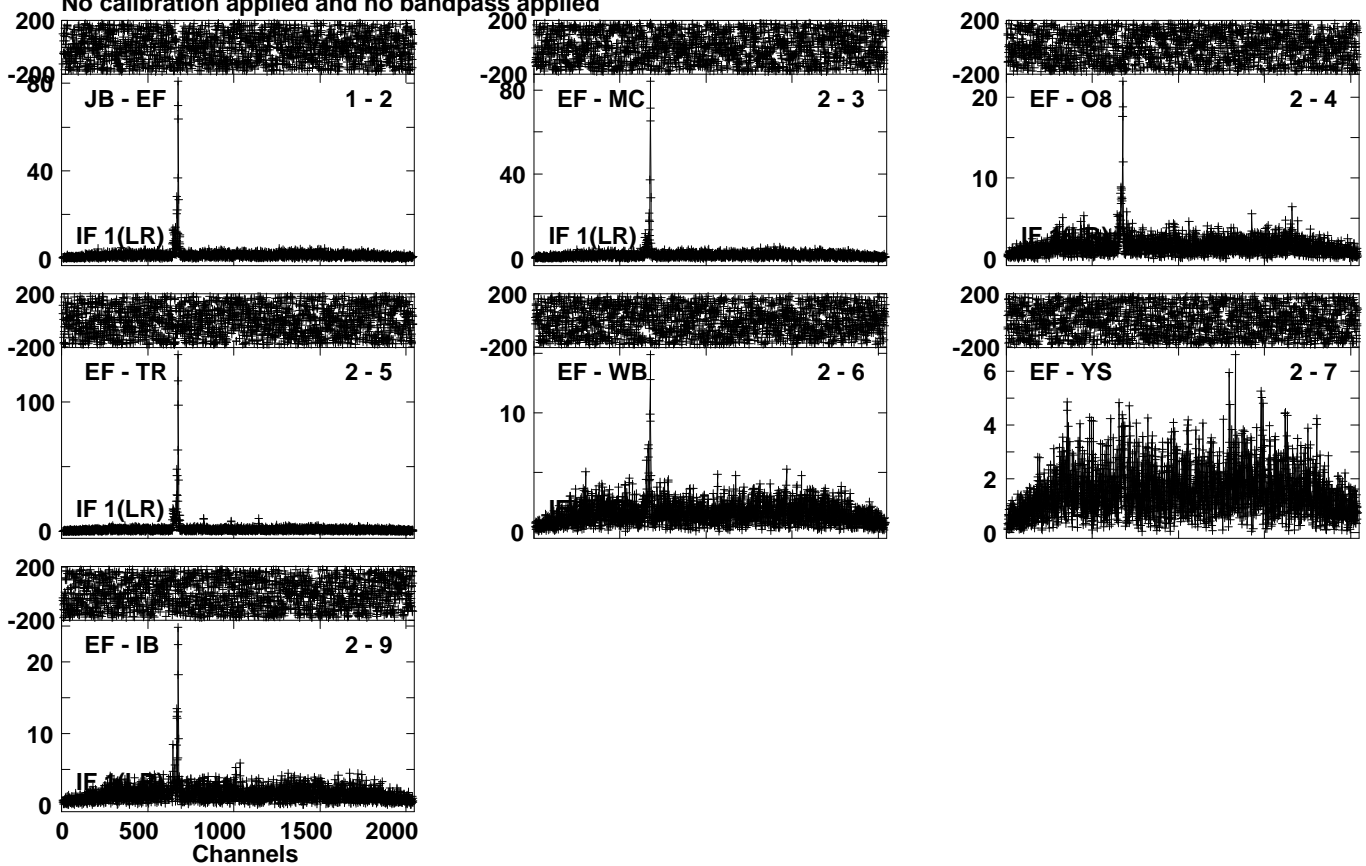 No calibration applied and no bandpass applied
200
-200
80
40
0
JB - EF 1 - 2
IF 1(LR)
200
-200
80
40
0
EF - MC 2 - 3
IF 1(LR)
200
-200
20
10
0
EF - O8 2 - 4
200
-200
100
0
EF - TR 2 - 5
IF 1(LR)
200
-200
10
0
EF - WB 2 - 6
200
-200
6
4
2
0
EF - YS 2 - 7
200
-200
20
10
0
EF - IB 2 - 9
0 500 1000 1500 2000
Channels